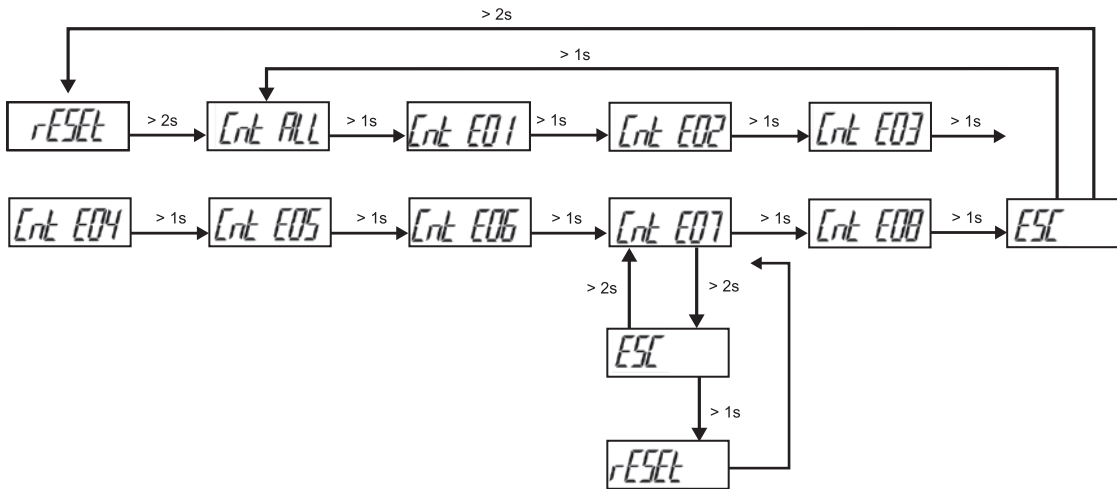 > 2s
> 1s
rESEt > 2s Cnt ALL > 1s Cnt E01 > 1s Cnt E02 > 1s Cnt E03 > 1s
Cnt E04 > 1s Cnt E05 > 1s Cnt E06 > 1s Cnt E07 > 1s Cnt E08 > 1s ESC
> 2s > 2s
ESC
> 1s
rESEt